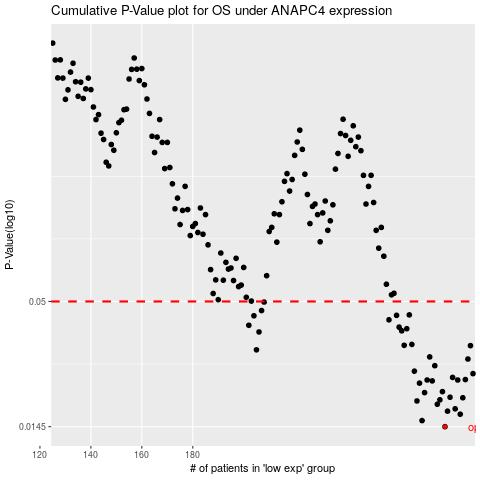 Cumulative P-Value plot for OS under ANAPC4 expression
P-Value(log10)
0.05
0.0145
op
120 140 160 180
# of patients in 'low exp' group